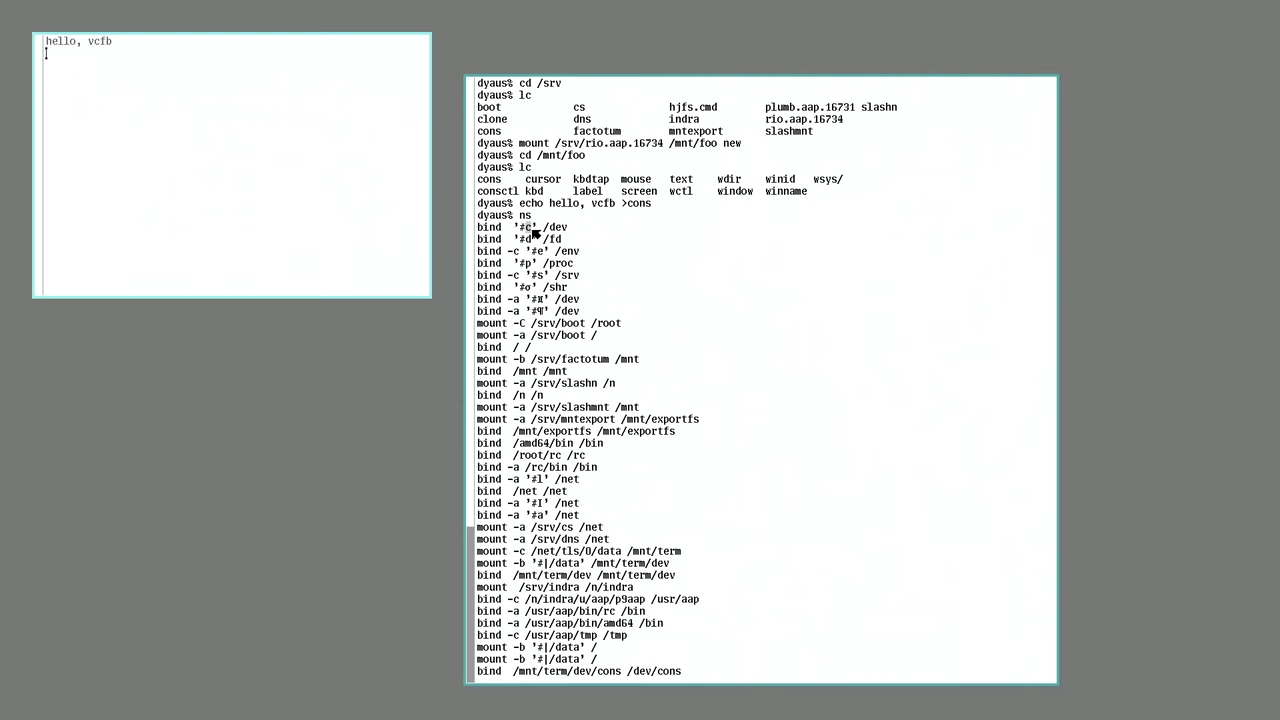 hello, vcfb
dyaus% cd /srv
dyaus% lc
boot cs hjfs.cmd plumb.aap.16731 slashn
clone dns indra rio.aap.16734
cons factotum mntexport slashmnt
dyaus% mount /srv/rio.aap.16734 /mnt/foo new
dyaus% cd /mnt/foo
dyaus% lc
cons cursor kbdtap mouse text wdir winid wsys/
consctl kbd label screen wctl window winname
dyaus% echo hello, vcfb >cons
dyaus% ns
bind '#c' /dev
bind '#d' /fd
bind -c '#e' /env
bind '#p' /proc
bind -c '#s' /srv
bind '#σ' /shr
bind -a '#¤' /dev
bind -a '#¶' /dev
mount -C /srv/boot /root
mount -a /srv/boot /
bind / /
mount -b /srv/factotum /mnt
bind /mnt /mnt
mount -a /srv/slashn /n
bind /n /n
mount -a /srv/slashmnt /mnt
mount -a /srv/mntexport /mnt/exportfs
bind /mnt/exportfs /mnt/exportfs
bind /amd64/bin /bin
bind /root/rc /rc
bind -a /rc/bin /bin
bind -a '#l' /net
bind /net /net
bind -a '#I' /net
bind -a '#a' /net
mount -a /srv/cs /net
mount -a /srv/dns /net
mount -c /net/tls/0/data /mnt/term
mount -b '#|/data' /mnt/term/dev
bind /mnt/term/dev /mnt/term/dev
mount /srv/indra /n/indra
bind -c /n/indra/u/aap/p9aap /usr/aap
bind -a /usr/aap/bin/rc /bin
bind -a /usr/aap/bin/amd64 /bin
bind -c /usr/aap/tmp /tmp
mount -b '#|/data' /
mount -b '#|/data' /
bind /mnt/term/dev/cons /dev/cons